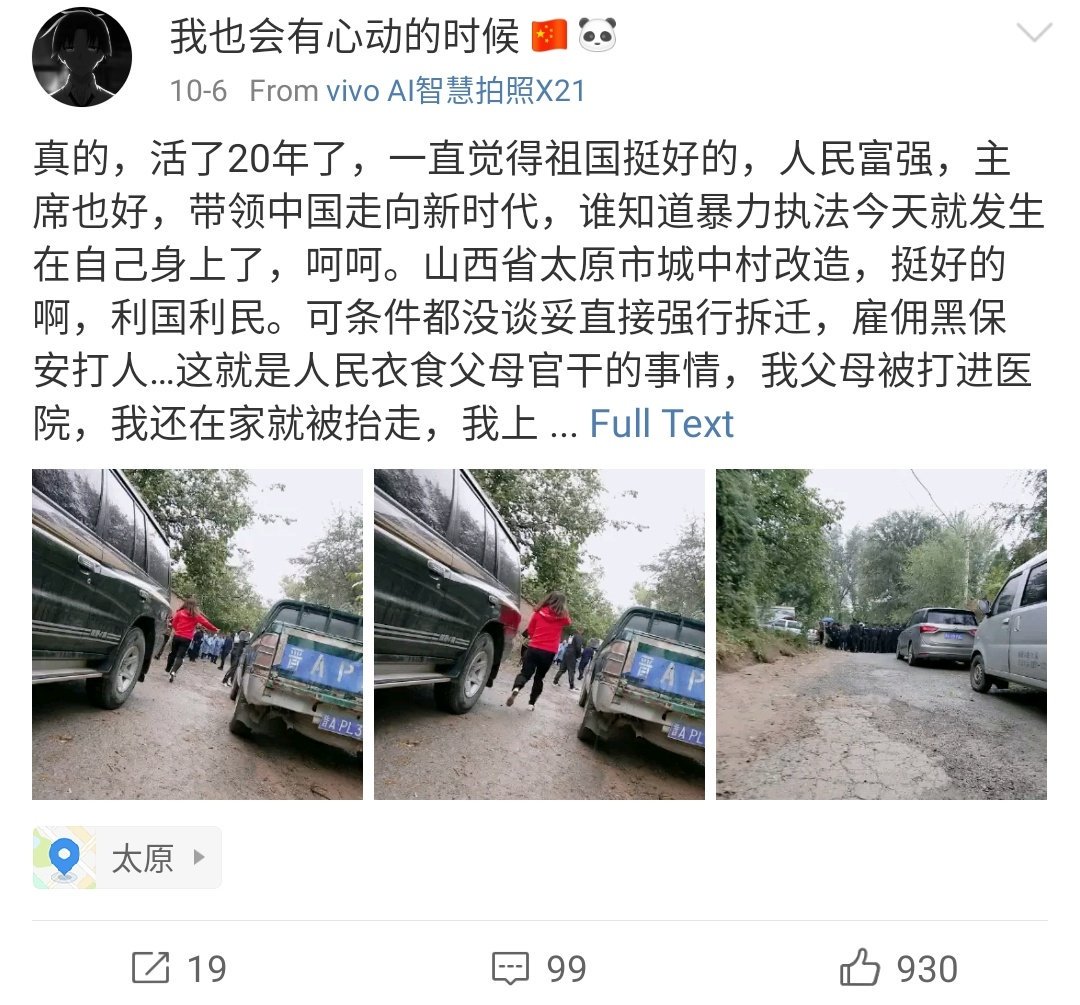 我也会有心动的时候 🇨🇳 🐼
10-6 From vivo AI智慧拍照X21
真的，活了20年了，一直觉得祖国挺好的，人民富强，主
席也好，带领中国走向新时代，谁知道暴力执法今天就发生
在自己身上了，呵呵。山西省太原市城中村改造，挺好的
啊，利国利民。可条件都没谈妥直接强行拆迁，雇佣黑保
安打人...这就是人民衣食父母官干的事情，我父母被打进医
院，我还在家就被抬走，我上 ... Full Text
晋A P
晋A PL3
晋A P
晋A PL
太原
19
99
930